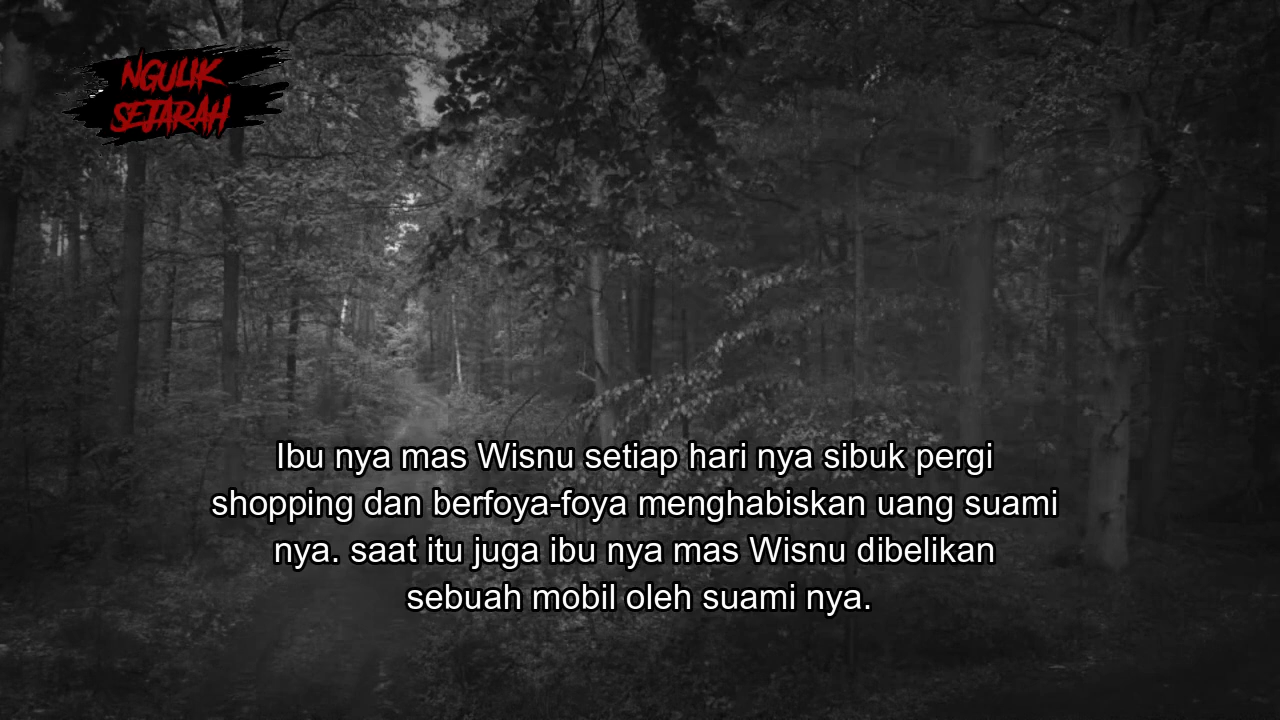 NGULIK
SEJARAH
Ibu nya mas Wisnu setiap hari nya sibuk pergi
shopping dan berfoya-foya menghabiskan uang suami
nya. saat itu juga ibu nya mas Wisnu dibelikan
sebuah mobil oleh suami nya.